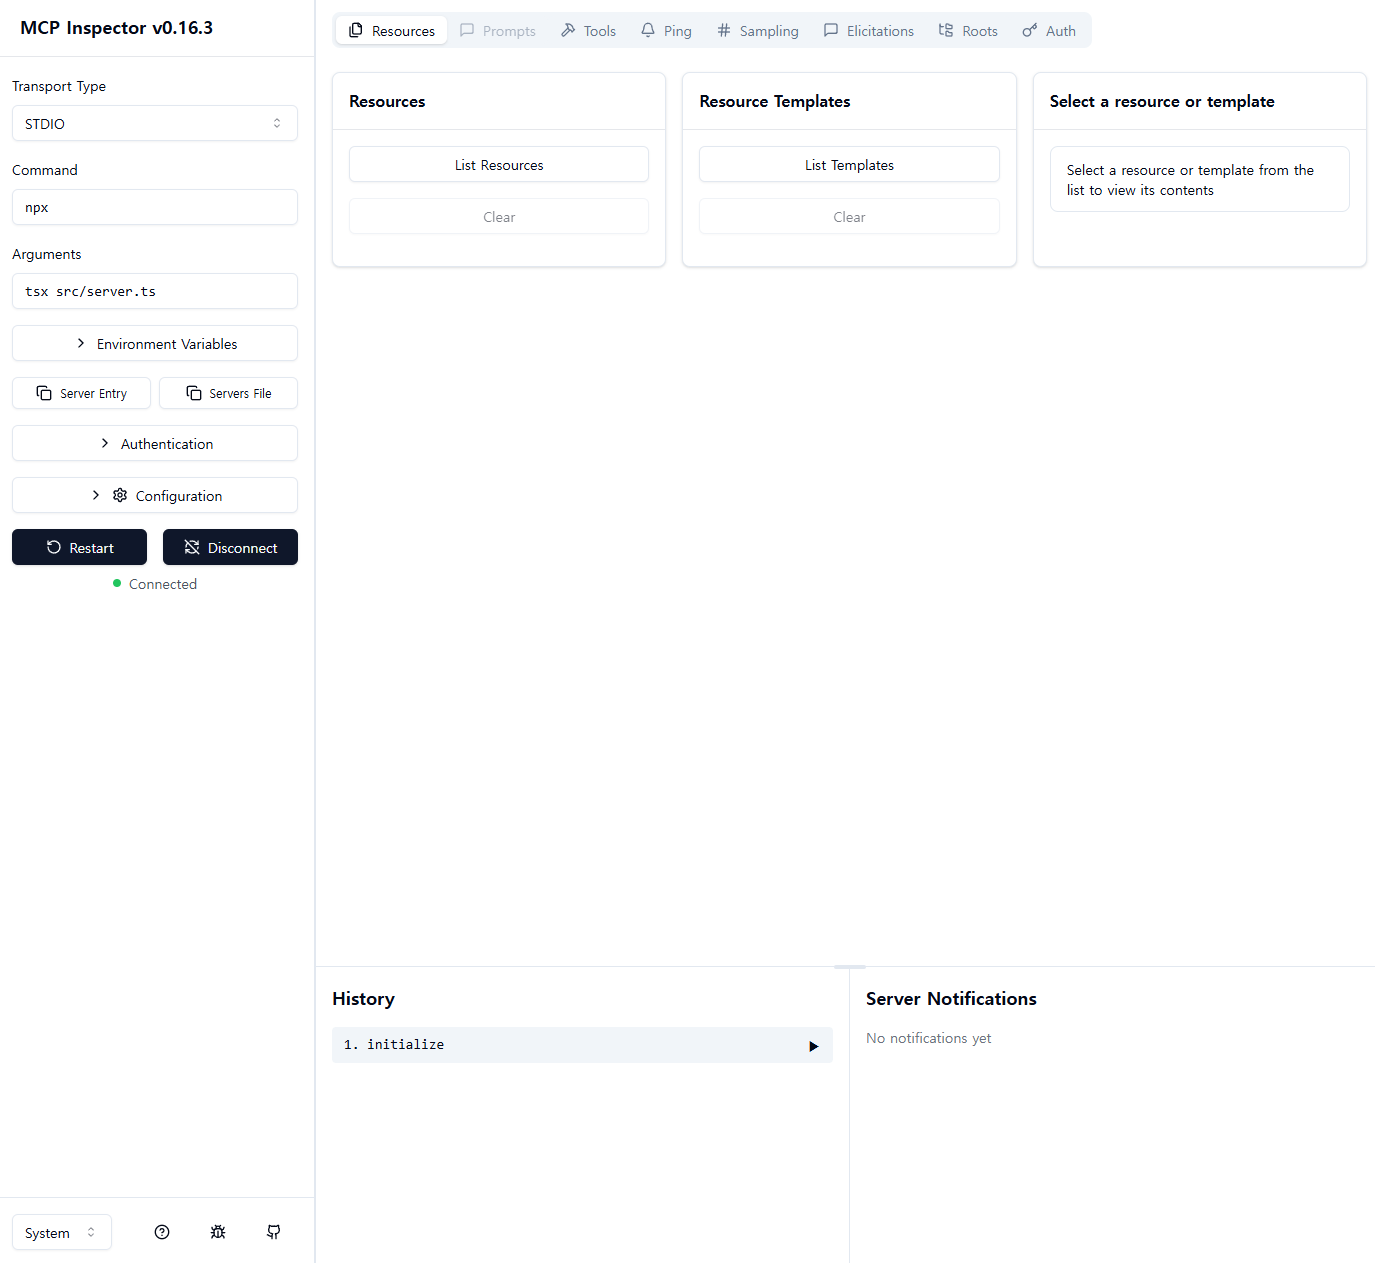 MCP Inspector v0.16.3
Transport Type
STDIO
Command
npx
Arguments
tsx src/server.ts
Environment Variables
Server Entry
Servers File
Authentication
Configuration
Restart
Disconnect
Connected
System
Resources
Prompts
Tools
Ping
Sampling
Elicitations
Roots
Auth
Resources
List Resources
Clear
Resource Templates
List Templates
Clear
Select a resource or template
Select a resource or template from the
list to view its contents
History
1. initialize
Server Notifications
No notifications yet